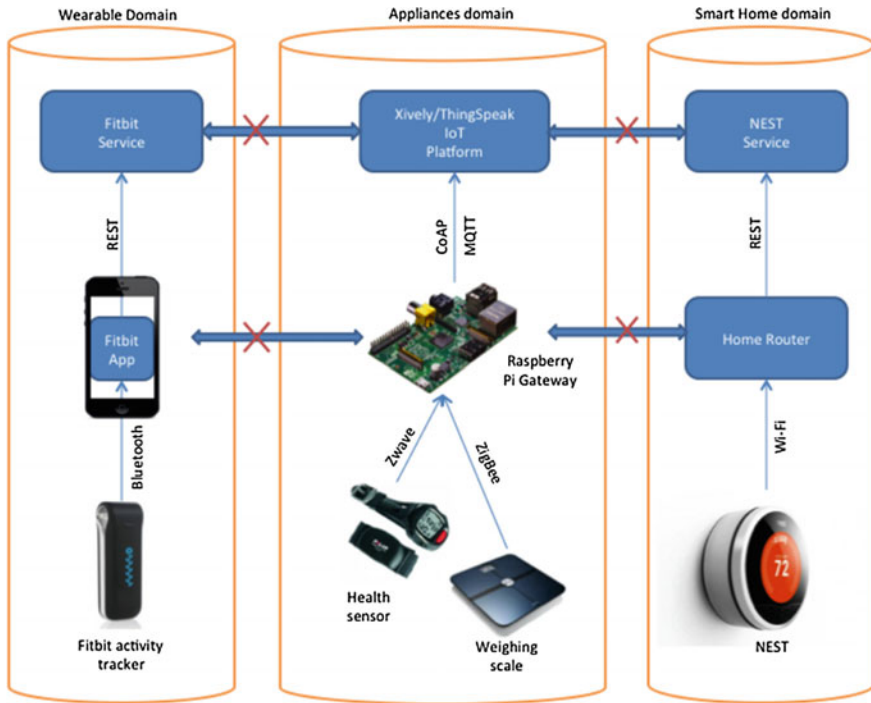 Wearable Domain
Appliances domain
Smart Home domain
Fitbit
Service
Xively/ThingSpeak
IoT
Platform
NEST
Service
REST
CoAP
MQTT
REST
Fitbit
App
Raspberry
Pi Gateway
Home Router
Bluetooth
Zwave
ZigBee
Wi-Fi
72
Health
sensor
Fitbit activity
tracker
Weighing
scale
NEST